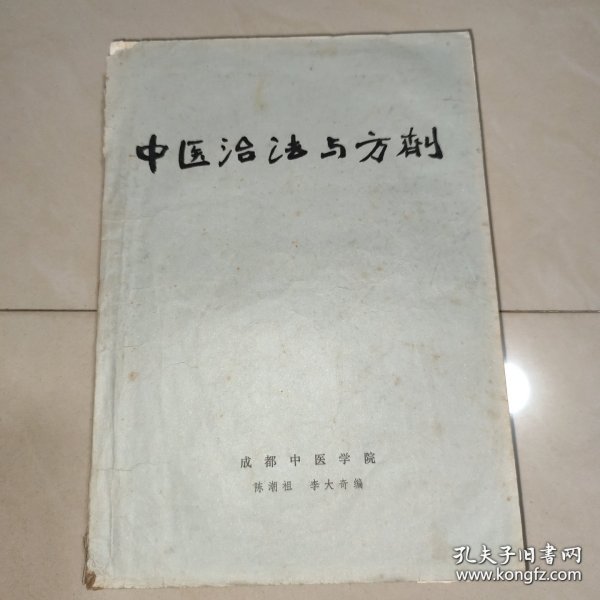 中医治法与方剂
成都中医学院
陈潮祖 李大奇编
孔夫子旧书网
www.kongfz.com